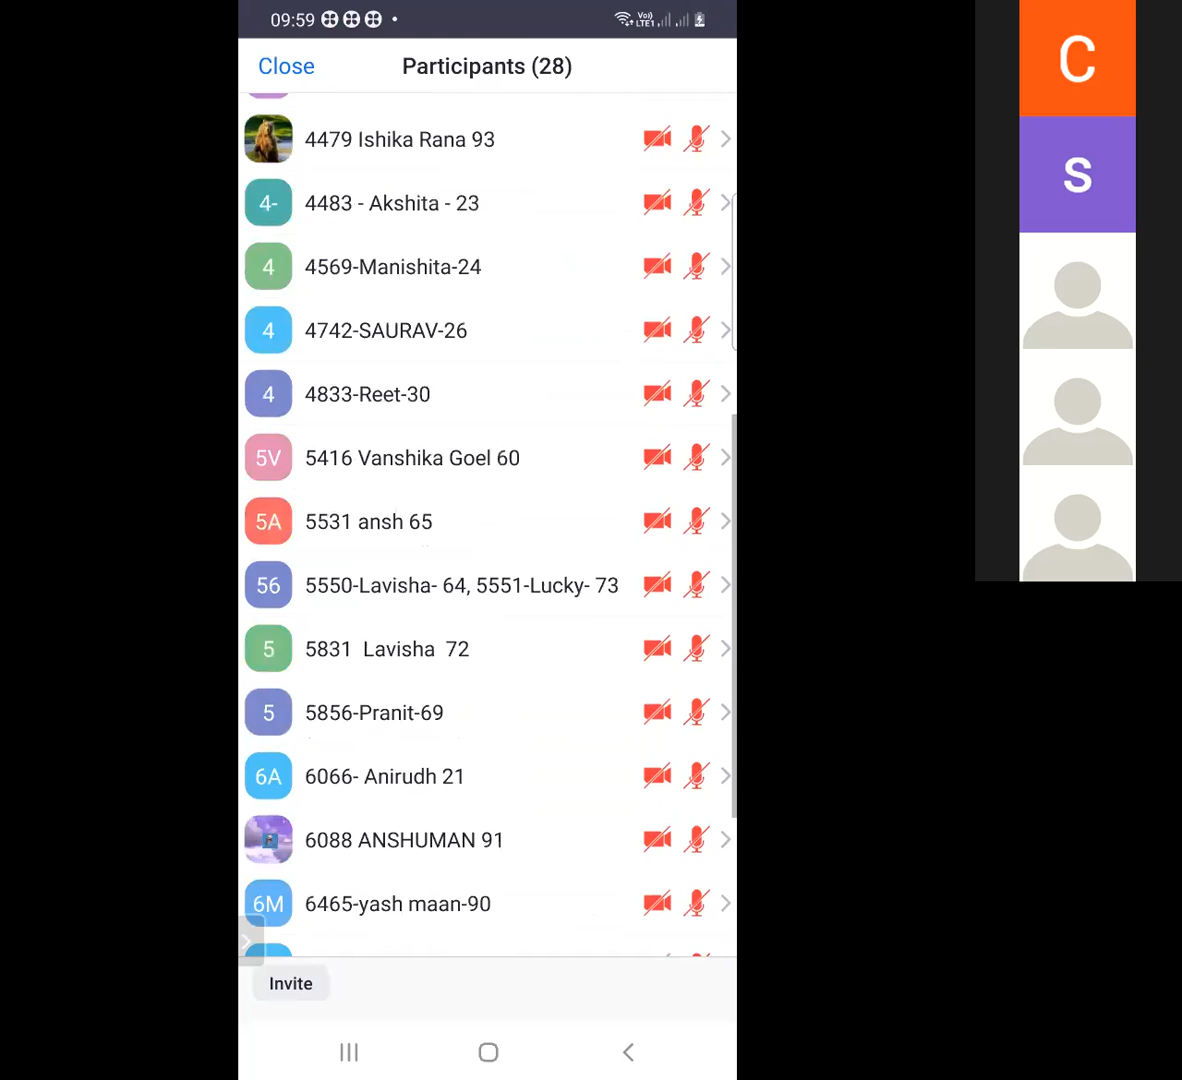 09:59
Vo)
LTE1
Close
Participants (28)
4479 Ishika Rana 93
4- 4483 - Akshita - 23
4 4569-Manishita-24
4 4742-SAURAV-26
4 4833-Reet-30
5V 5416 Vanshika Goel 60
5A 5531 ansh 65
56 5550-Lavisha- 64, 5551-Lucky- 73
5 5831 Lavisha 72
5 5856-Pranit-69
6A 6066- Anirudh 21
6088 ANSHUMAN 91
6M 6465-yash maan-90
Invite
C
S